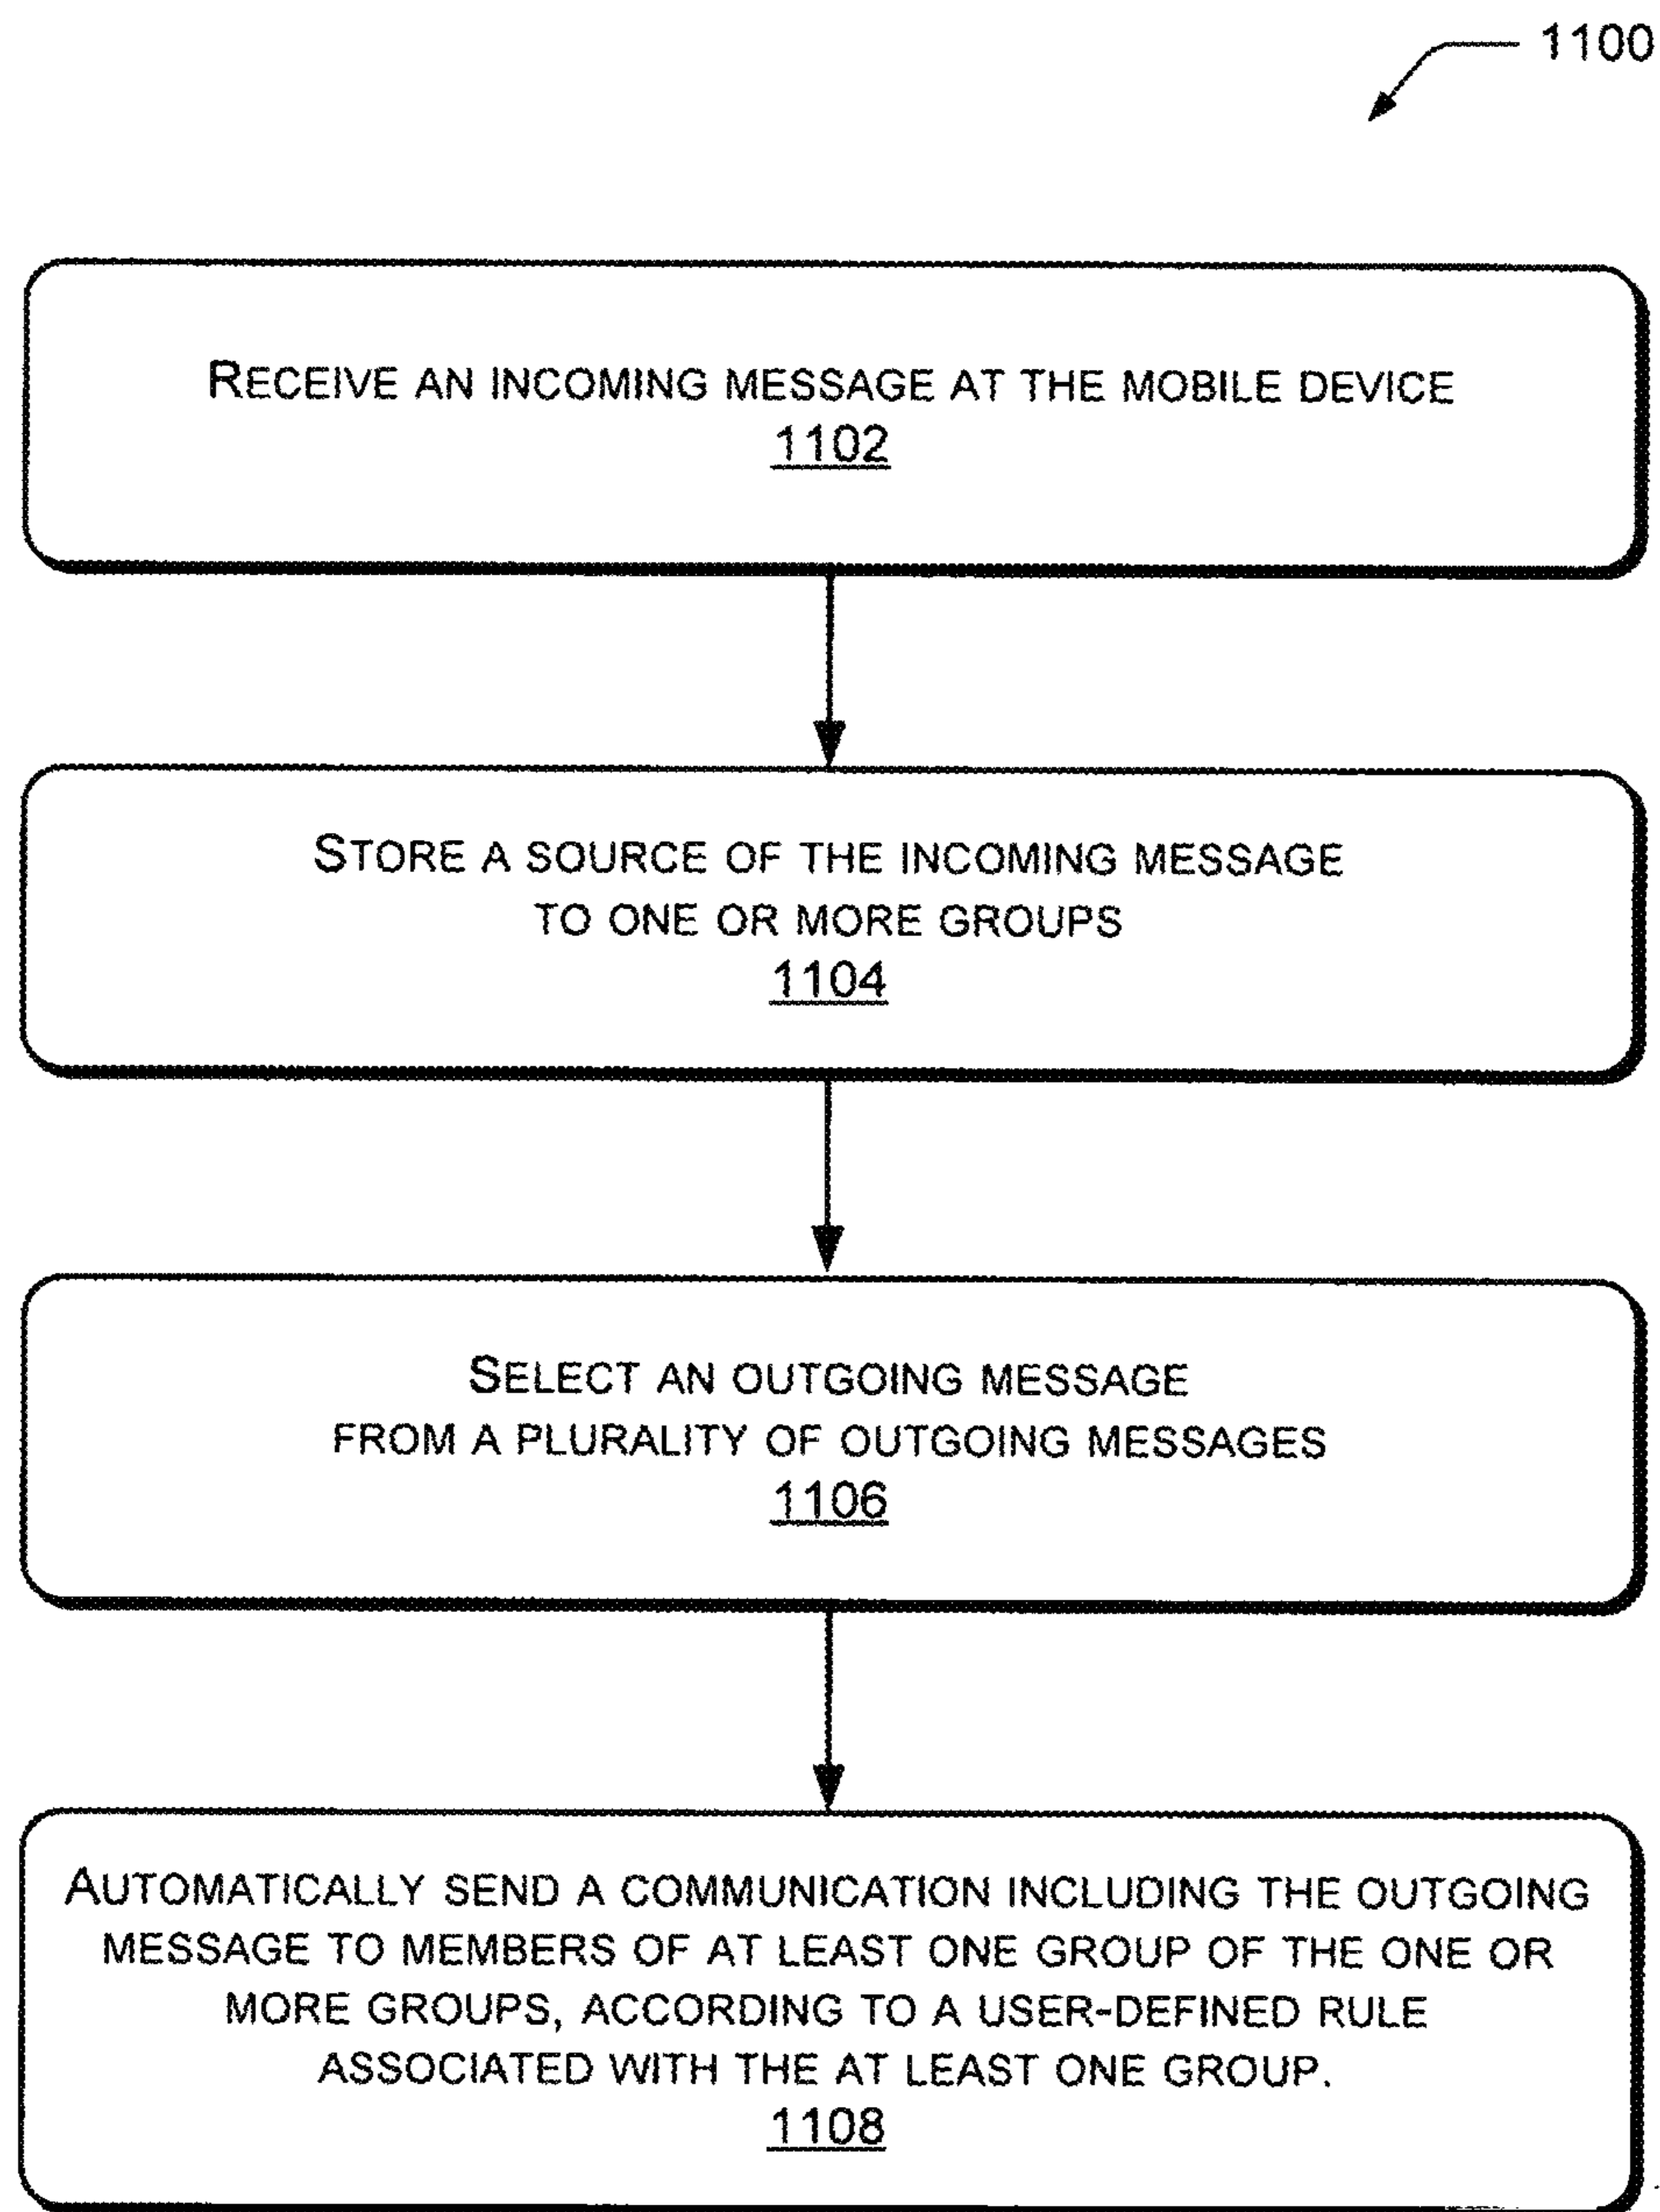 1100
RECEIVE AN INCOMING MESSAGE AT THE MOBILE DEVICE
1102
STORE A SOURCE OF THE INCOMING MESSAGE
TO ONE OR MORE GROUPS
1104
SELECT AN OUTGOING MESSAGE
FROM A PLURALITY OF OUTGOING MESSAGES
1106
AUTOMATICALLY SEND A COMMUNICATION INCLUDING THE OUTGOING
MESSAGE TO MEMBERS OF AT LEAST ONE GROUP OF THE ONE OR
MORE GROUPS, ACCORDING TO A USER-DEFINED RULE
ASSOCIATED WITH THE AT LEAST ONE GROUP.
1108